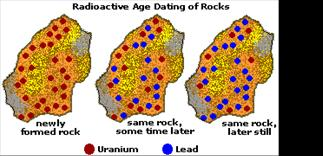 Radioactive Age Dating of Rocks
newly
formed rock
same rock,
some time later
same rock,
later still
Uranium
Lead